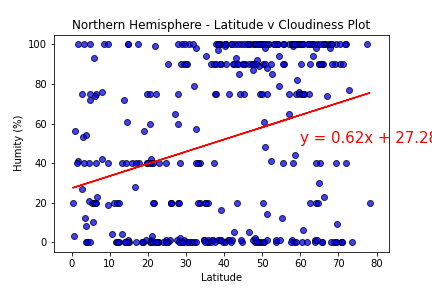 Northern Hemisphere - Latitude v Cloudiness Plot
100
80
60
40
20
0
Humity (%)
y = 0.62x + 27.28
0 10 20 30 40 50 60 70 80
Latitude